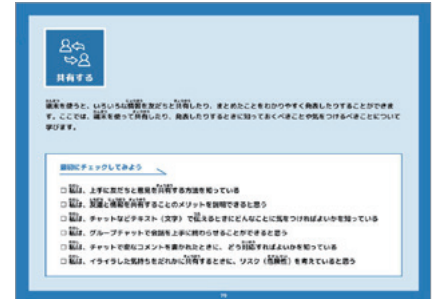 共有する
端末を使うと、いろいろな情報を友だちと共有したり、まとめたことをわかりやすく発表したりすることができま
す。ここでは、端末を使って共有したり、発表したりするときに知っておくべきことや気をつけるべきことについて
学びます。
最初にチェックしてみよう
□ 私は、上手に友だちと意見を共有する方法を知っている
□ 私は、友達と情報を共有することのメリットを説明できると思う
□ 私は、チャットなどテキスト（文字）で伝えるときにどんなことに気をつければよいかを知っている
□ 私は、グループチャットで会話を上手に終わらせることができると思う
□ 私は、チャットで変なコメントを書かれたときに、どう対応すればよいかを知っている
□ 私は、イライラした気持ちをだれかに共有するときに、リスク（危険性）を考えていると思う